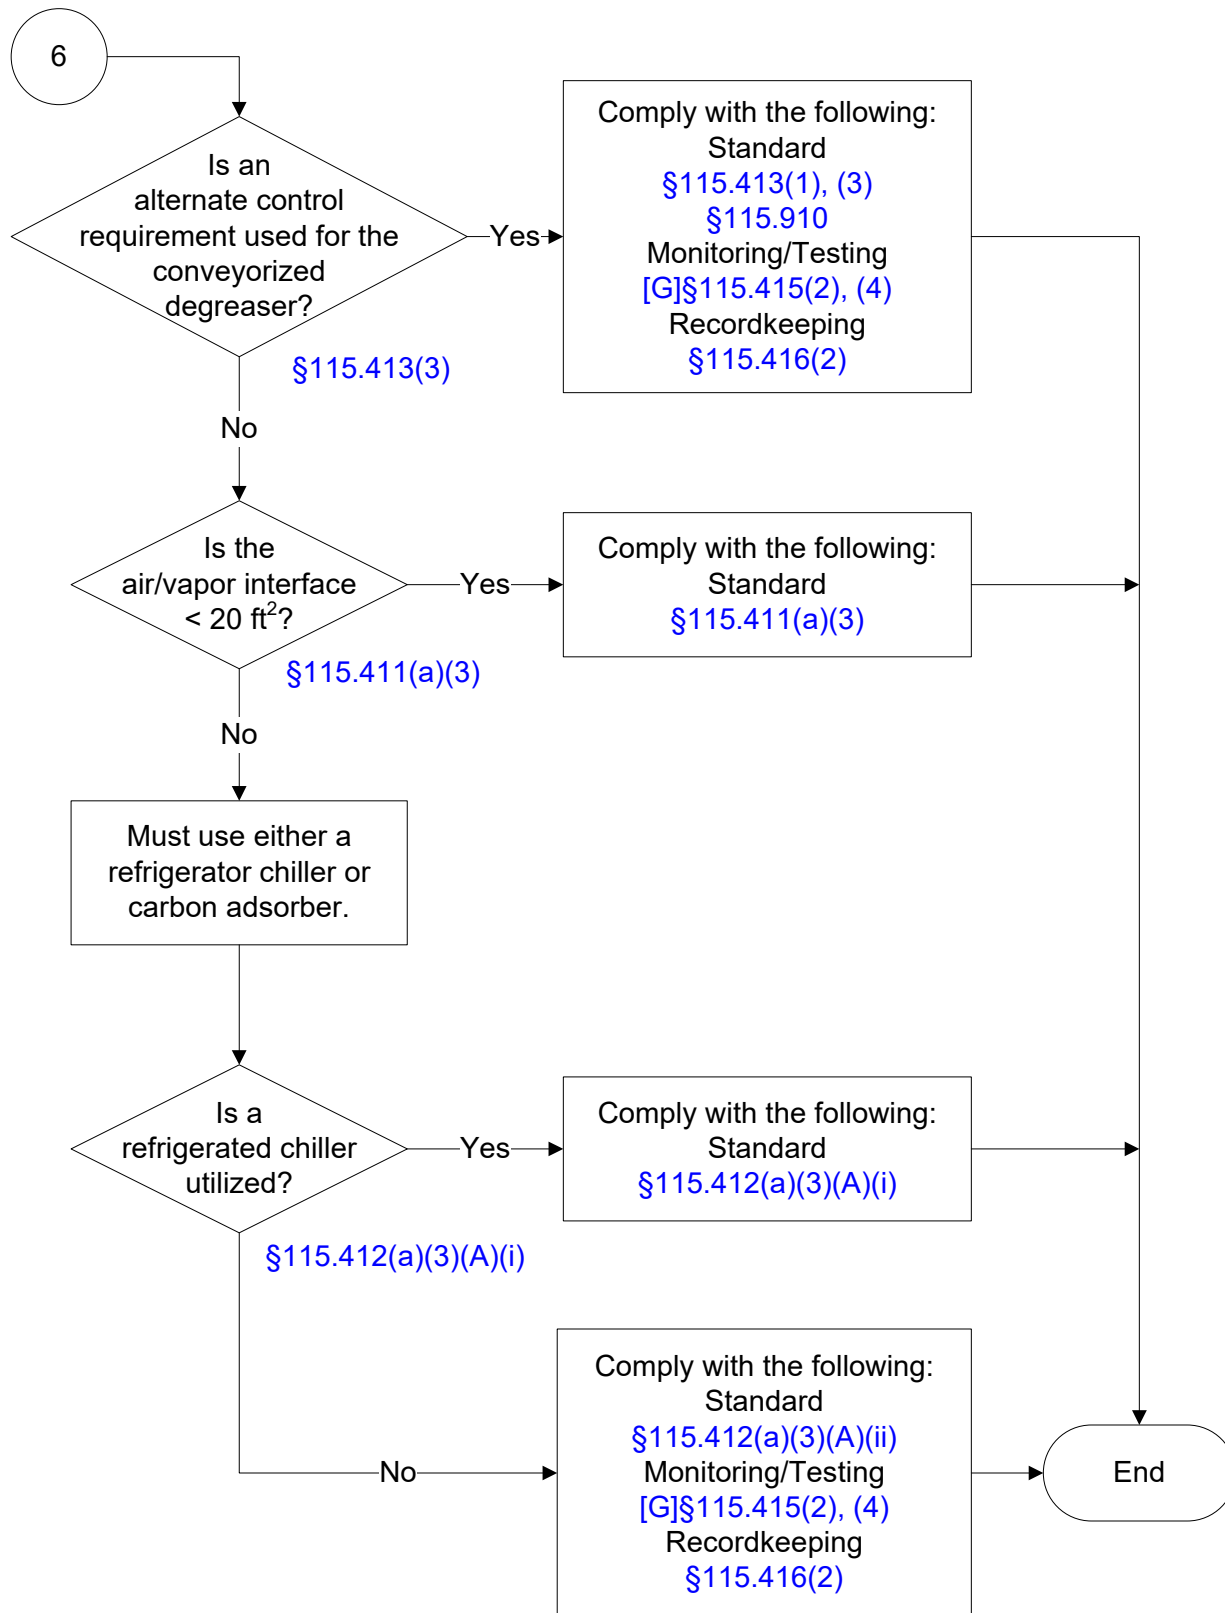 6
Is an
alternate control
requirement used for the
conveyorized
degreaser?
Yes
§115.413(3)
No
Comply with the following:
Standard
§115.413(1), (3)
§115.910
Monitoring/Testing
[G]§115.415(2), (4)
Recordkeeping
§115.416(2)
Is the
air/vapor interface
< 20 ft²?
Yes
§115.411(a)(3)
No
Comply with the following:
Standard
§115.411(a)(3)
Must use either a
refrigerator chiller or
carbon adsorber.
Is a
refrigerated chiller
utilized?
Yes
§115.412(a)(3)(A)(i)
Comply with the following:
Standard
§115.412(a)(3)(A)(i)
No
Comply with the following:
Standard
§115.412(a)(3)(A)(ii)
Monitoring/Testing
[G]§115.415(2), (4)
Recordkeeping
§115.416(2)
End